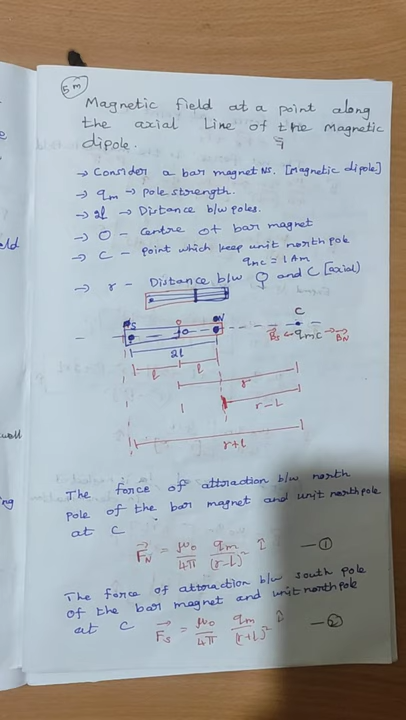 5m
Magnetic field at a point along
the axial Line of the Magnetic
dipole.
→ Consider a bar magnet NS. [Magnetic dipole]
→ qm → Pole strength.
→ 2l → Distance b/w poles.
→ O - Centre of bar magnet
→ C - Point which keep unit north pole
qmc = 1 Am
→ r - Distance b/w O and C [axial]
S O N C
B⃗s ← qmc → B⃗N
2l
l l r
r-l
r+l
The force of attraction b/w north
Pole of the bar magnet and unit north pole
at C
F⃗N = μ₀/4π qm/(r-l)² î —①
The force of attraction b/w south pole
of the bar magnet and unit north pole
at C F⃗s = μ₀/4π qm/(r+l)² î —②